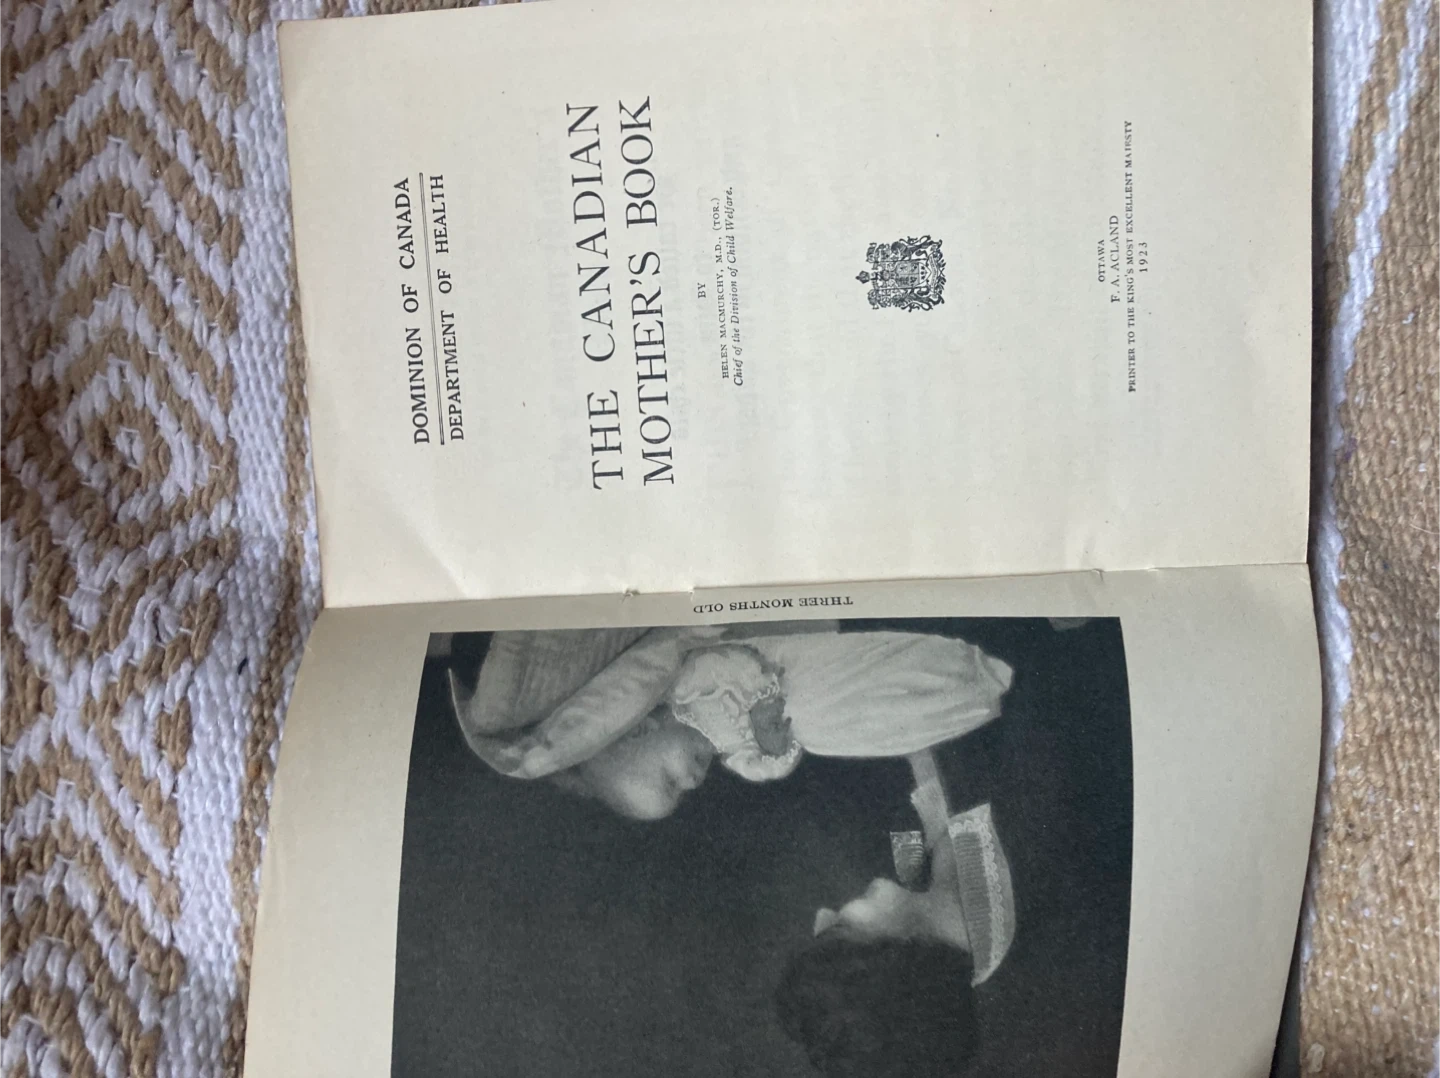 THREE MONTHS OLD
DOMINION OF CANADA
DEPARTMENT OF HEALTH
THE CANADIAN
MOTHER'S BOOK
BY
HELEN MACMURCHY, M.D., (TOR.)
Chief of the Division of Child Welfare.
OTTAWA
F. A. ACLAND
PRINTER TO THE KING'S MOST EXCELLENT MAJESTY
1923